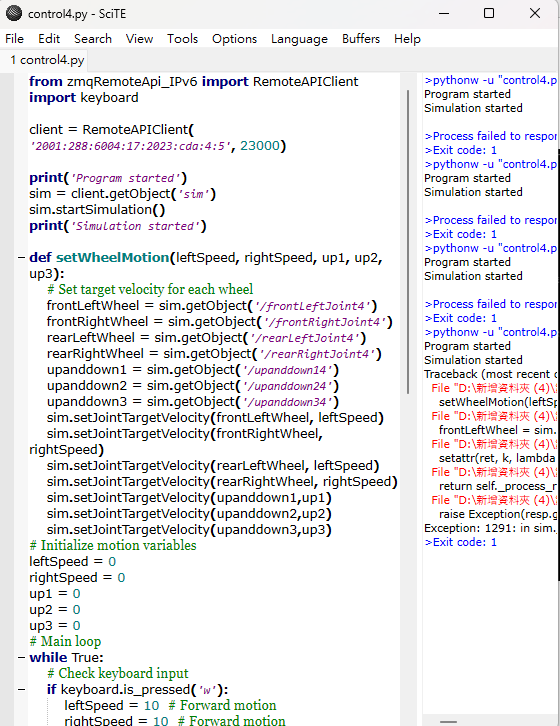 control4.py - SciTE
File Edit Search View Tools Options Language Buffers Help
1 control4.py
from zmqRemoteApi_IPv6 import RemoteAPIClient
import keyboard
client = RemoteAPIClient(
'2001:288:6004:17:2023:cda:4:5', 23000)
print('Program started')
sim = client.getObject('sim')
sim.startSimulation()
print('Simulation started')
def setWheelMotion(leftSpeed, rightSpeed, up1, up2,
up3):
# Set target velocity for each wheel
frontLeftWheel = sim.getObject('/frontLeftJoint4')
frontRightWheel = sim.getObject('/frontRightJoint4')
rearLeftWheel = sim.getObject('/rearLeftJoint4')
rearRightWheel = sim.getObject('/rearRightJoint4')
upanddown1 = sim.getObject('/upanddown14')
upanddown2 = sim.getObject('/upanddown24')
upanddown3 = sim.getObject('/upanddown34')
sim.setJointTargetVelocity(frontLeftWheel, leftSpeed)
sim.setJointTargetVelocity(frontRightWheel,
rightSpeed)
sim.setJointTargetVelocity(rearLeftWheel, leftSpeed)
sim.setJointTargetVelocity(rearRightWheel, rightSpeed)
sim.setJointTargetVelocity(upanddown1,up1)
sim.setJointTargetVelocity(upanddown2,up2)
sim.setJointTargetVelocity(upanddown3,up3)
# Initialize motion variables
leftSpeed = 0
rightSpeed = 0
up1 = 0
up2 = 0
up3 = 0
# Main loop
while True:
# Check keyboard input
if keyboard.is_pressed('w'):
leftSpeed = 10 # Forward motion
rightSpeed = 10 # Forward motion
>pythonw -u "control4.p
Program started
Simulation started
>Process failed to respon
>Exit code: 1
>pythonw -u "control4.p
Program started
Simulation started
>Process failed to respon
>Exit code: 1
>pythonw -u "control4.p
Program started
Simulation started
>Process failed to respon
>Exit code: 1
>pythonw -u "control4.p
Program started
Simulation started
Traceback (most recent c
File "D:\新增資料夾 (4)\
setWheelMotion(leftSp
File "D:\新增資料夾 (4)\
frontLeftWheel = sim.
File "D:\新增資料夾 (4)\
setattr(ret, k, lambda
File "D:\新增資料夾 (4)\
return self._process_r
File "D:\新增資料夾 (4)\
raise Exception(resp.g
Exception: 1291: in sim.
>Exit code: 1